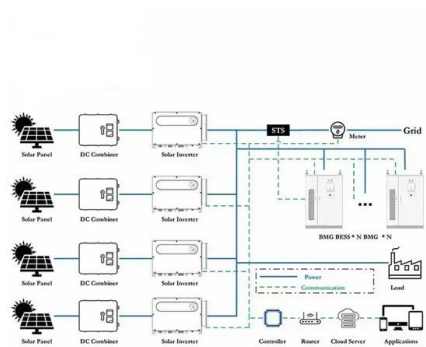 STS
Meter
Grid
Solar Panel
DC Combiner
Solar Inverter
Solar Panel
DC Combiner
Solar Inverter
BMG BESS * N BMG * N
Solar Panel
DC Combiner
Solar Inverter
Power
Communication
Load
Solar Panel
DC Combiner
Solar Inverter
Controller
Router
Cloud Server
Applications